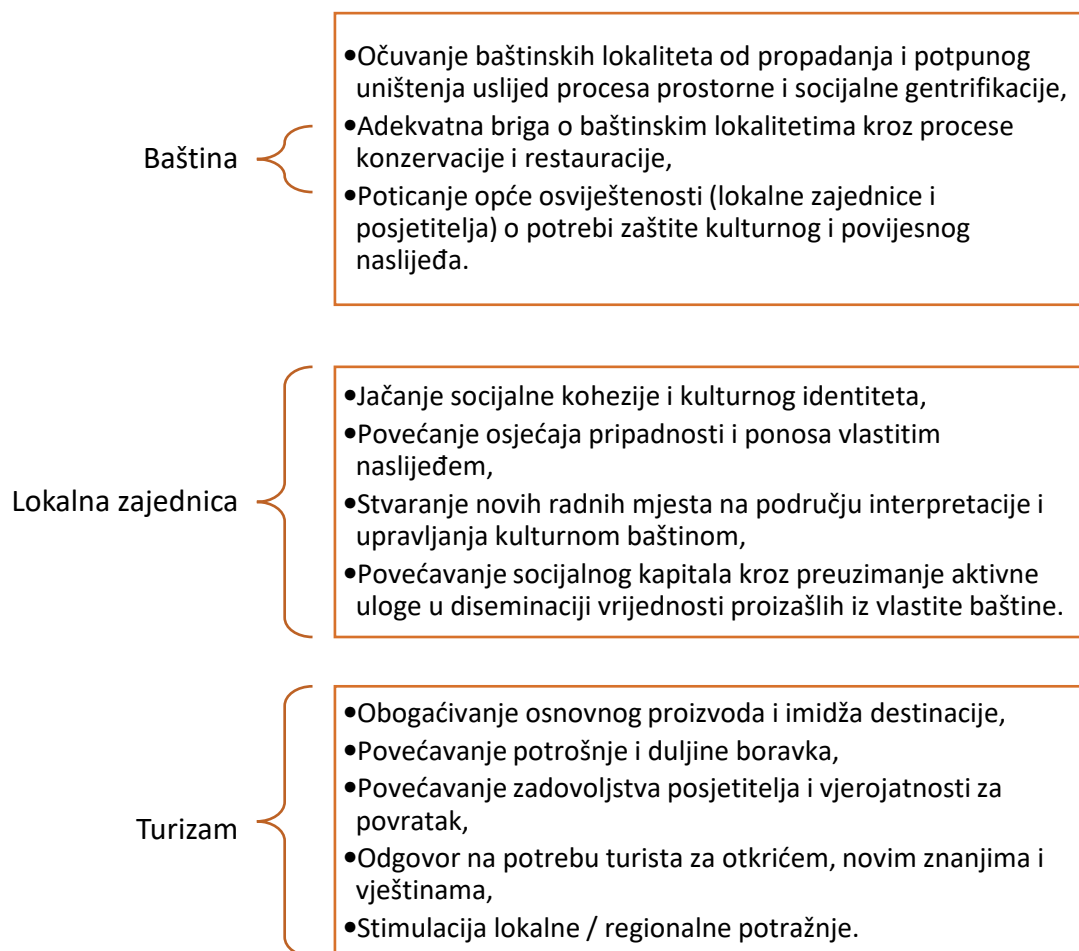 Baština
•Očuvanje baštinskih lokaliteta od propadanja i potpunog
uništenja uslijed procesa prostorne i socijalne gentrifikacije,
•Adekvatna briga o baštinskim lokalitetima kroz procese
konzervacije i restauracije,
•Poticanje opće osviještenosti (lokalne zajednice i
posjetitelja) o potrebi zaštite kulturnog i povijesnog
naslijeđa.
Lokalna zajednica
•Jačanje socijalne kohezije i kulturnog identiteta,
•Povećanje osjećaja pripadnosti i ponosa vlastitim
naslijeđem,
•Stvaranje novih radnih mjesta na području interpretacije i
upravljanja kulturnom baštinom,
•Povećavanje socijalnog kapitala kroz preuzimanje aktivne
uloge u diseminaciji vrijednosti proizašlih iz vlastite baštine.
Turizam
•Obogaćivanje osnovnog proizvoda i imidža destinacije,
•Povećavanje potrošnje i duljine boravka,
•Povećavanje zadovoljstva posjetitelja i vjerojatnosti za
povratak,
•Odgovor na potrebu turista za otkrićem, novim znanjima i
vještinama,
•Stimulacija lokalne / regionalne potražnje.